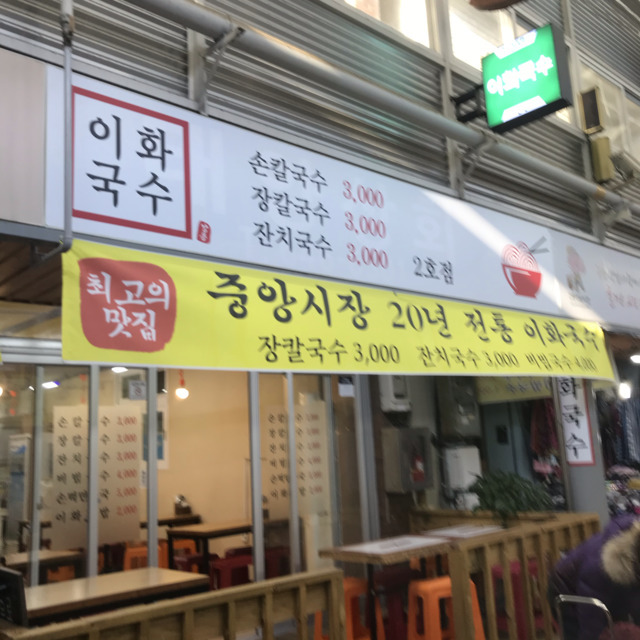 이화국수
이화
국수
손칼국수 3,000
장칼국수 3,000
잔치국수 3,000
2호점
최고의
맛집
중앙시장 20년 전통 이화국수
장칼국수 3,000 잔치국수 3,000 비빔국수 4,000
화국수